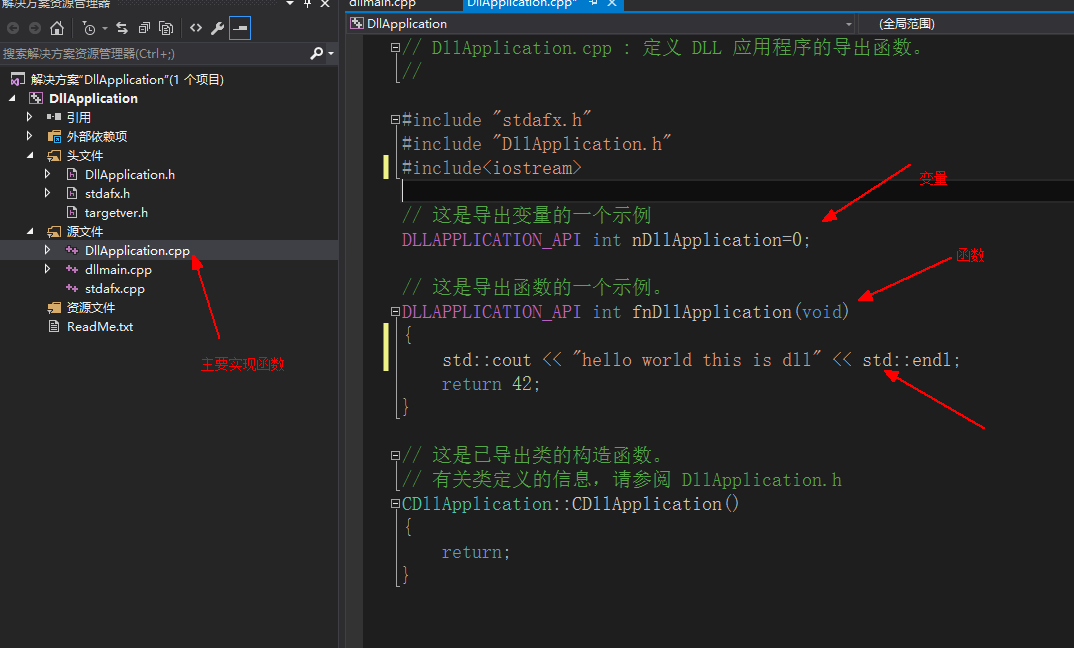 解决方案资源管理器
搜索解决方案资源管理器(Ctrl+;)
解决方案"DllApplication"(1 个项目)
DllApplication
引用
外部依赖项
头文件
DllApplication.h
stdafx.h
targetver.h
源文件
DllApplication.cpp
dllmain.cpp
stdafx.cpp
资源文件
ReadMe.txt
主要实现函数
dllmain.cpp
DllApplication.cpp*
DllApplication
(全局范围)
// DllApplication.cpp : 定义 DLL 应用程序的导出函数。
//
#include "stdafx.h"
#include "DllApplication.h"
#include<iostream>
变量
// 这是导出变量的一个示例
DLLAPPLICATION_API int nDllApplication=0;
函数
// 这是导出函数的一个示例。
DLLAPPLICATION_API int fnDllApplication(void)
{
std::cout << "hello world this is dll" << std::endl;
return 42;
}
// 这是已导出类的构造函数。
// 有关类定义的信息，请参阅 DllApplication.h
CDllApplication::CDllApplication()
{
return;
}